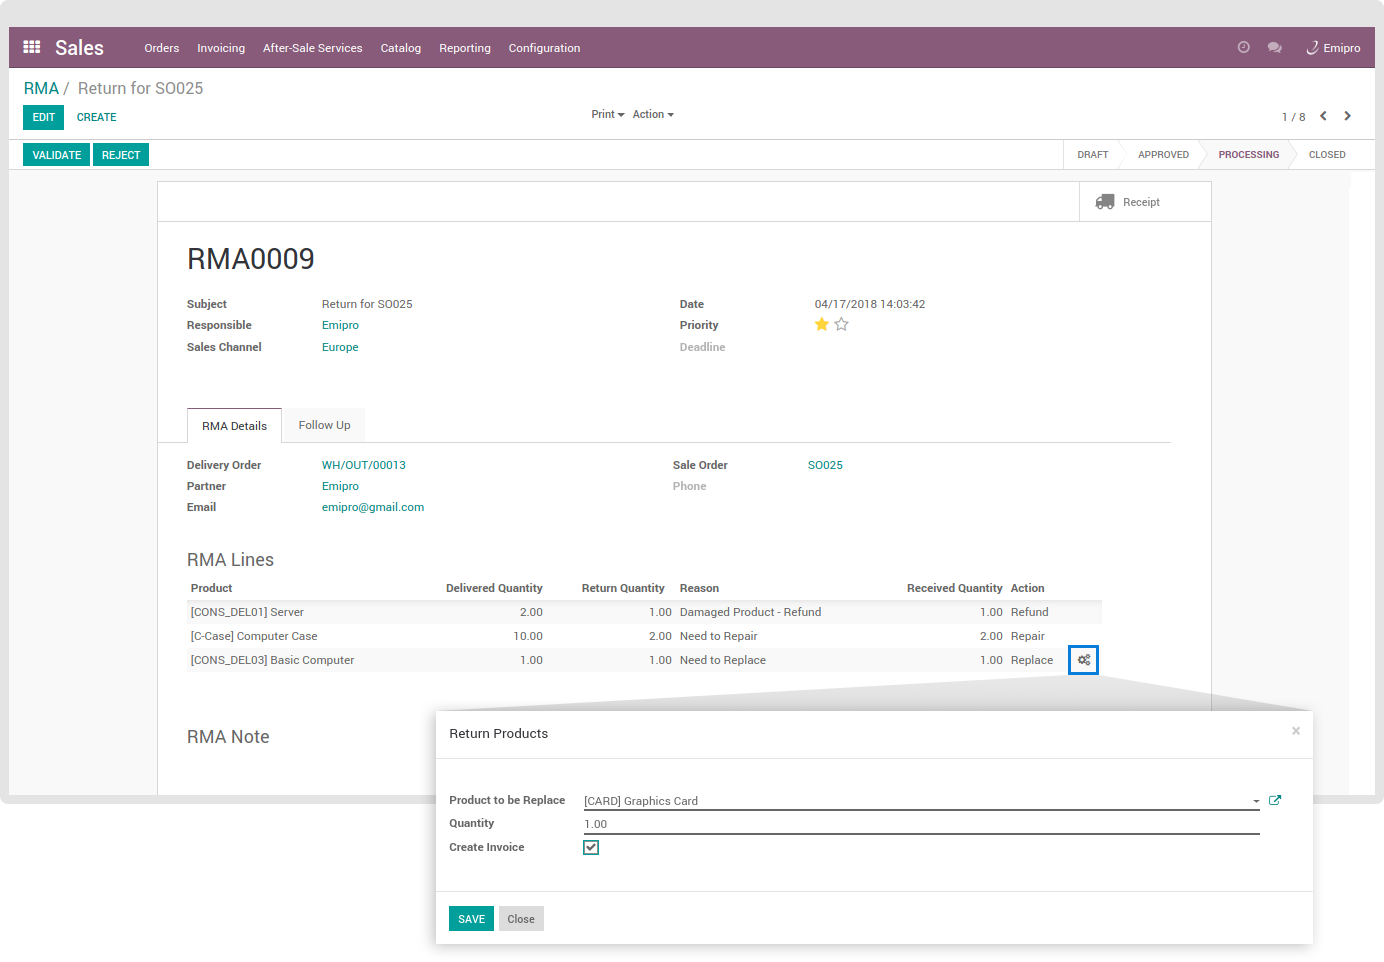 Sales Orders Invoicing After-Sale Services Catalog Reporting Configuration Emipro
RMA / Return for SO025
EDIT CREATE Print Action 1 / 8
VALIDATE REJECT DRAFT APPROVED PROCESSING CLOSED
Receipt
RMA0009
Subject Return for SO025 Date 04/17/2018 14:03:42
Responsible Emipro Priority
Sales Channel Europe Deadline
RMA Details Follow Up
Delivery Order WH/OUT/00013 Sale Order SO025
Partner Emipro Phone
Email emipro@gmail.com
RMA Lines
Product Delivered Quantity Return Quantity Reason Received Quantity Action
[CONS_DEL01] Server 2.00 1.00 Damaged Product - Refund 1.00 Refund
[C-Case] Computer Case 10.00 2.00 Need to Repair 2.00 Repair
[CONS_DEL03] Basic Computer 1.00 1.00 Need to Replace 1.00 Replace
RMA Note
Return Products ×
Product to be Replace [CARD] Graphics Card
Quantity 1.00
Create Invoice
SAVE Close